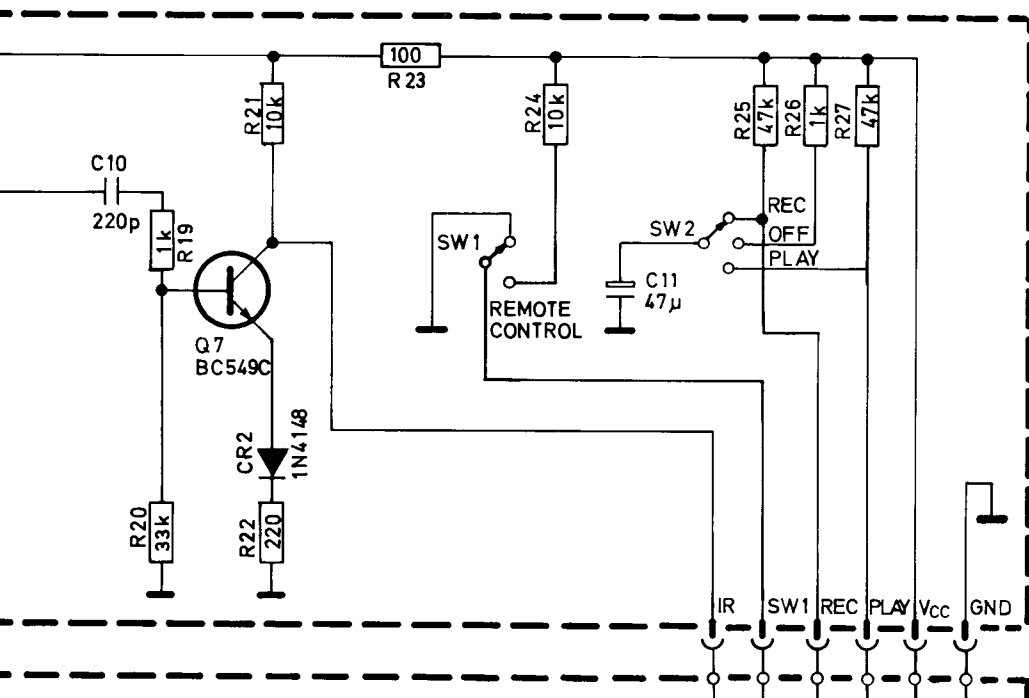 100
R23
R21
10k
R24
10k
R25
47k
R26
1k
R27
47k
C10
220p
1k
R19
REC
SW2
OFF
PLAY
SW1
C11
47µ
REMOTE
CONTROL
Q7
BC549C
CR2
1N4148
R20
33k
R22
220
IR
SW1
REC
PLAY
VCC
GND